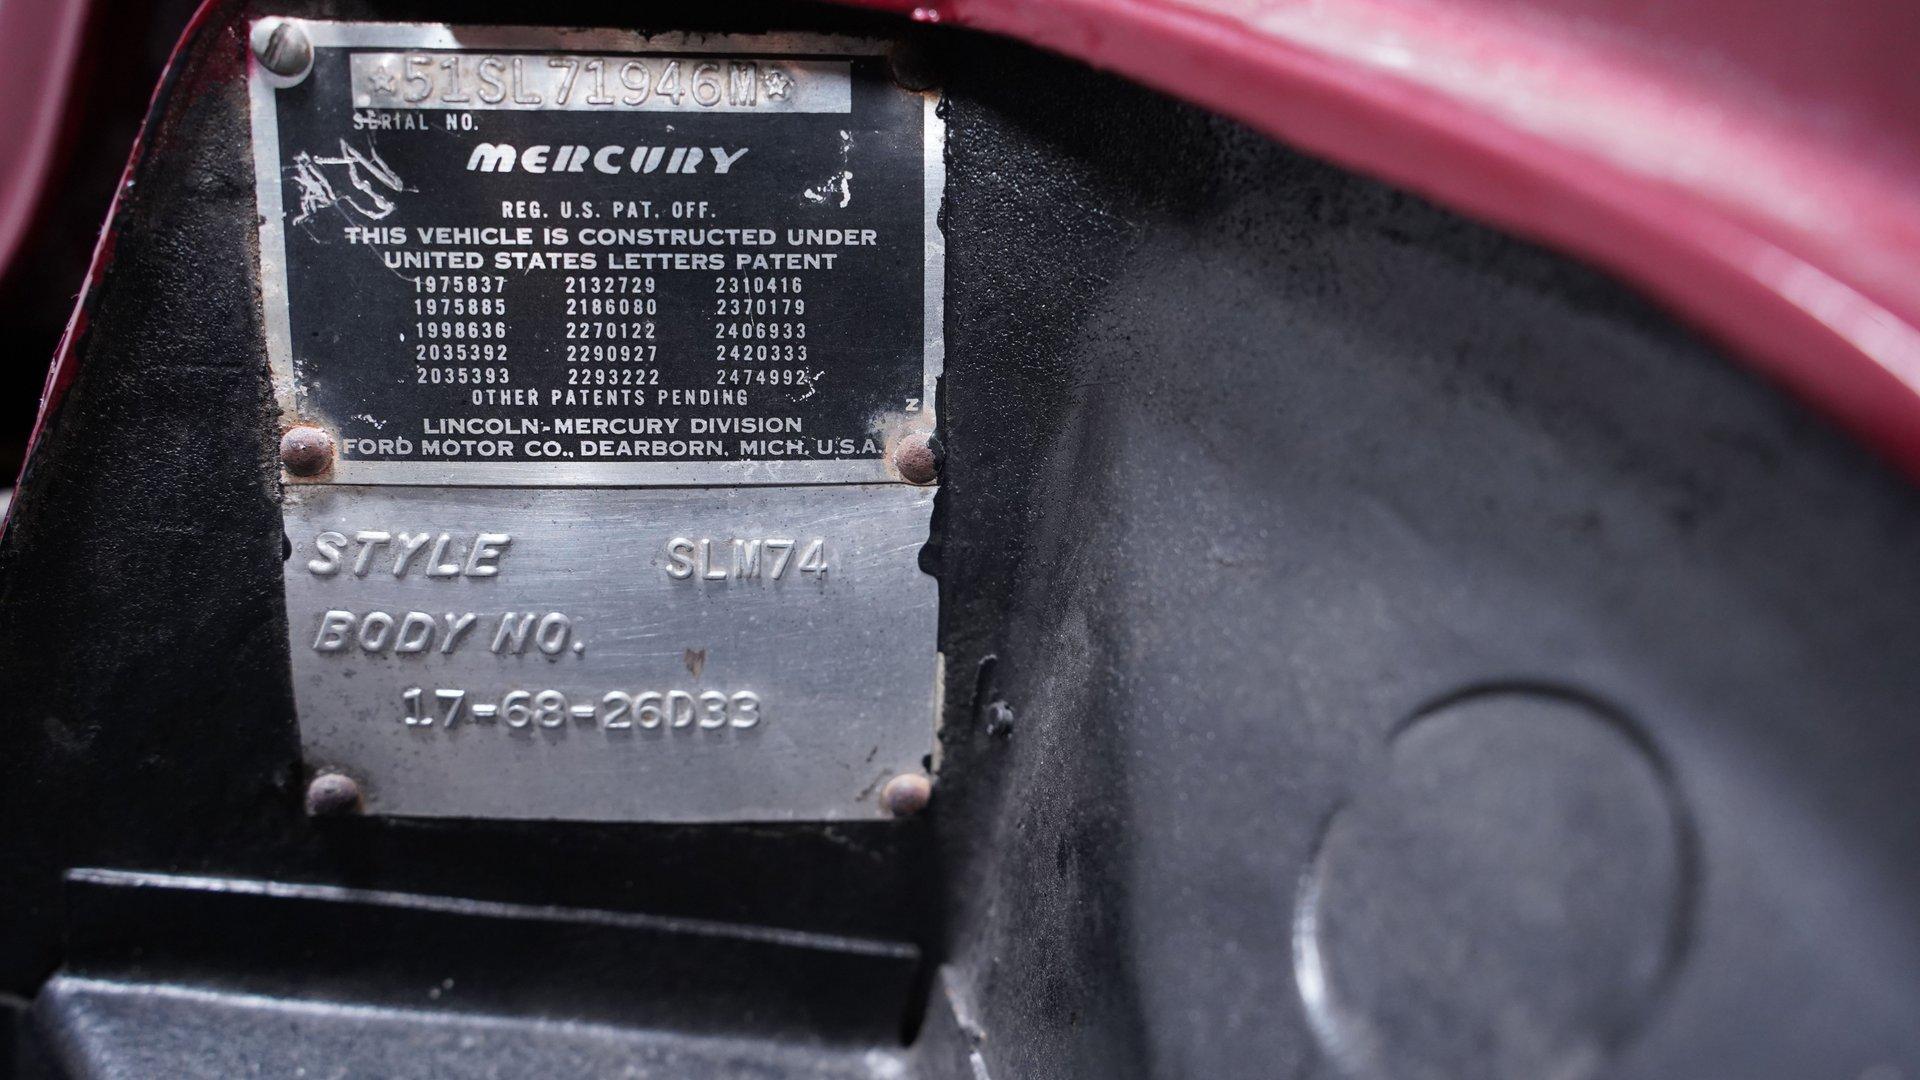 ☆51SL71946M☆
SERIAL NO.
MERCURY
REG. U.S. PAT. OFF.
THIS VEHICLE IS CONSTRUCTED UNDER
UNITED STATES LETTERS PATENT
1975837 2132729 2310416
1975885 2186080 2370179
1998636 2270122 2406933
2035392 2290927 2420333
2035393 2293222 2474992
OTHER PATENTS PENDING
N
LINCOLN-MERCURY DIVISION
FORD MOTOR CO., DEARBORN, MICH. U.S.A.
STYLE SLM74
BODY NO.
17-68-26D33